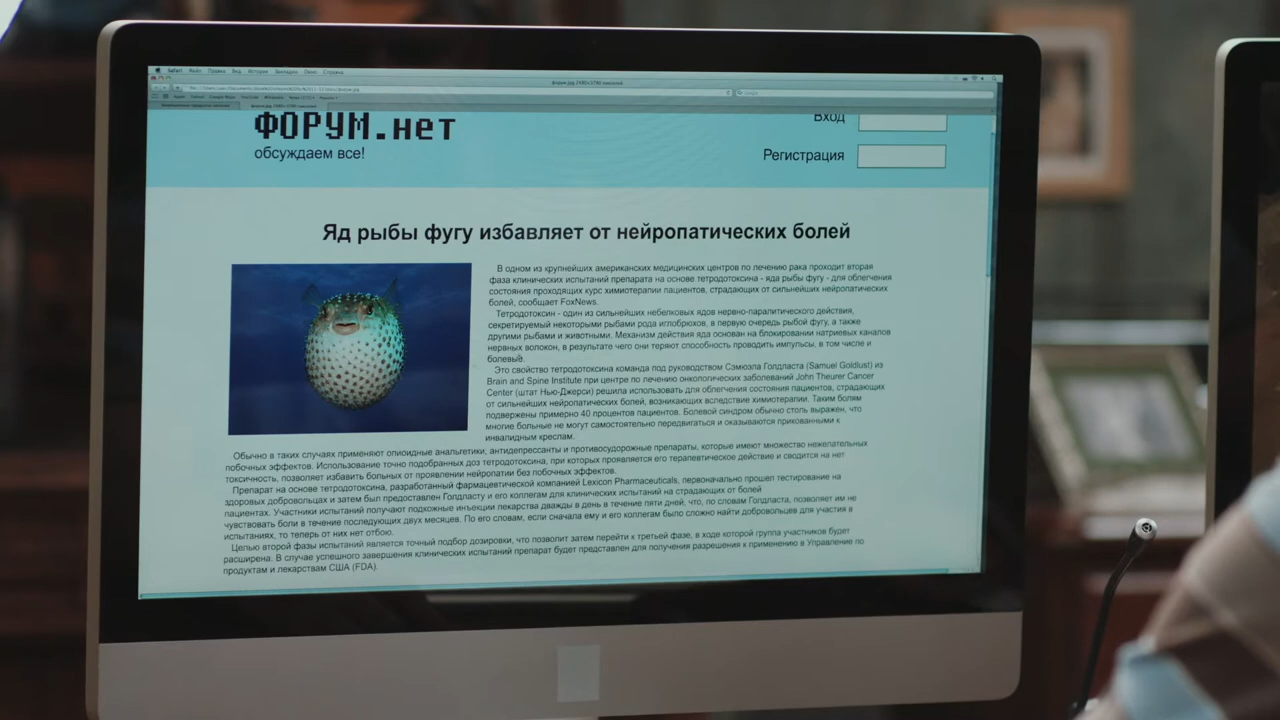 Safari Файл Правка Вид История Закладки Окно Справка
форум.jpg 2480x3780 пикселей
ФОРУМ.нет
Вход
обсуждаем все!
Регистрация
Яд рыбы фугу избавляет от нейропатических болей
В одном из крупнейших американских медицинских центров по лечению рака проходит вторая
фаза клинических испытаний препарата на основе тетродотоксина - яда рыбы фугу - для облегчения
состояния проходящих курс химиотерапии пациентов, страдающих от сильнейших нейропатических
болей, сообщает FoxNews.
Тетродотоксин - один из сильнейших небелковых ядов нервно-паралитического действия,
секретируемый некоторыми рыбами рода иглобрюхов, в первую очередь рыбой фугу, а также
другими рыбами и животными. Механизм действия яда основан на блокировании натриевых каналов
нервных волокон, в результате чего они теряют способность проводить импульсы, в том числе и
болевые.
Это свойство тетродотоксина команда под руководством Сэмюэла Голдласта (Samuel Goldlust) из
Brain and Spine Institute при центре по лечению онкологических заболеваний John Theurer Cancer
Center (штат Нью-Джерси) решила использовать для облегчения состояния пациентов, страдающих
от сильнейших нейропатических болей, возникающих вследствие химиотерапии. Таким болям
подвержены примерно 40 процентов пациентов. Болевой синдром обычно столь выражен, что
многие больные не могут самостоятельно передвигаться и оказываются прикованными к
инвалидным креслам.
Обычно в таких случаях применяют опиоидные анальгетики, антидепрессанты и противосудорожные препараты, которые имеют множество нежелательных
побочных эффектов. Использование точно подобранных доз тетродотоксина, при которых проявляется его терапевтическое действие и сводится на нет
токсичность, позволяет избавить больных от проявлении нейропатии без побочных эффектов.
Препарат на основе тетродотоксина, разработанный фармацевтической компанией Lexicon Pharmaceuticals, первоначально прошел тестирование на
здоровых добровольцах и затем был предоставлен Голдласту и его коллегам для клинических испытаний на страдающих от болей
пациентах. Участники испытаний получают подкожные инъекции лекарства дважды в день в течение пяти дней, что, по словам Голдласта, позволяет им не
чувствовать боли в течение последующих двух месяцев. По его словам, если сначала ему и его коллегам было сложно найти добровольцев для участия в
испытаниях, то теперь от них нет отбою.
Целью второй фазы испытаний является точный подбор дозировки, что позволит затем перейти к третьей фазе, в ходе которой группа участников будет
расширена. В случае успешного завершения клинических испытаний препарат будет представлен для получения разрешения к применению в Управление по
продуктам и лекарствам США (FDA).